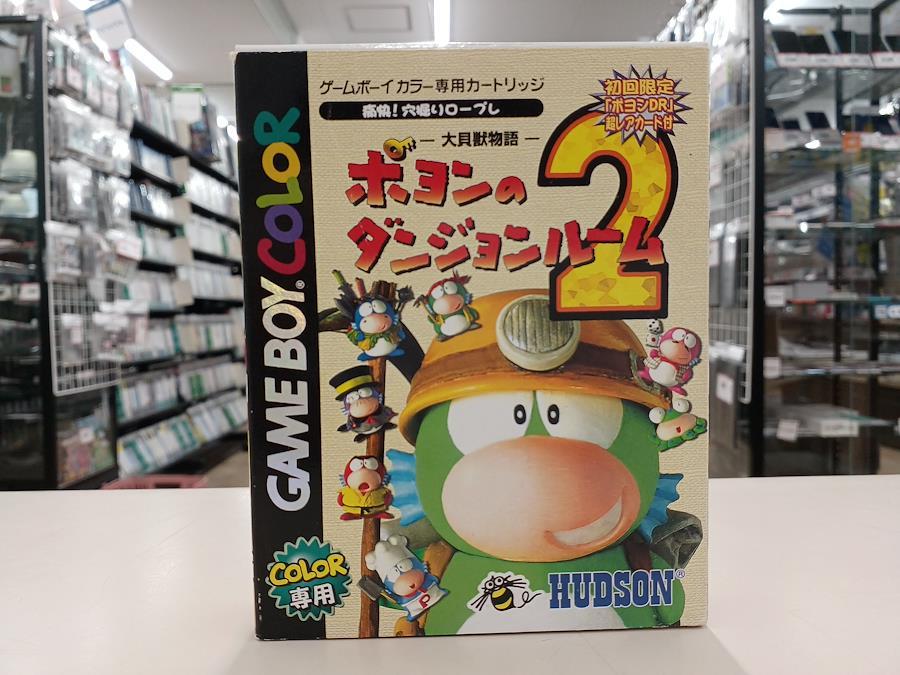 ゲームボーイカラー専用カートリッジ
痛快!穴掘りロープレ
初回限定
「ポヨンDR」
超レアカード付
大貝獣物語
ポヨンの
ダンジョンルーム
2
GAME BOY COLOR
COLOR
専用
P
HUDSON®